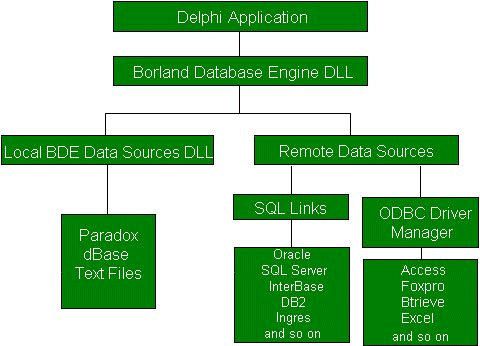 Delphi Application
Borland Database Engine DLL
Local BDE Data Sources DLL
Remote Data Sources
Paradox
dBase
Text Files
SQL Links
Oracle
SQL Server
InterBase
DB2
Ingres
and so on
ODBC Driver
Manager
Access
Foxpro
Btrieve
Excel
and so on